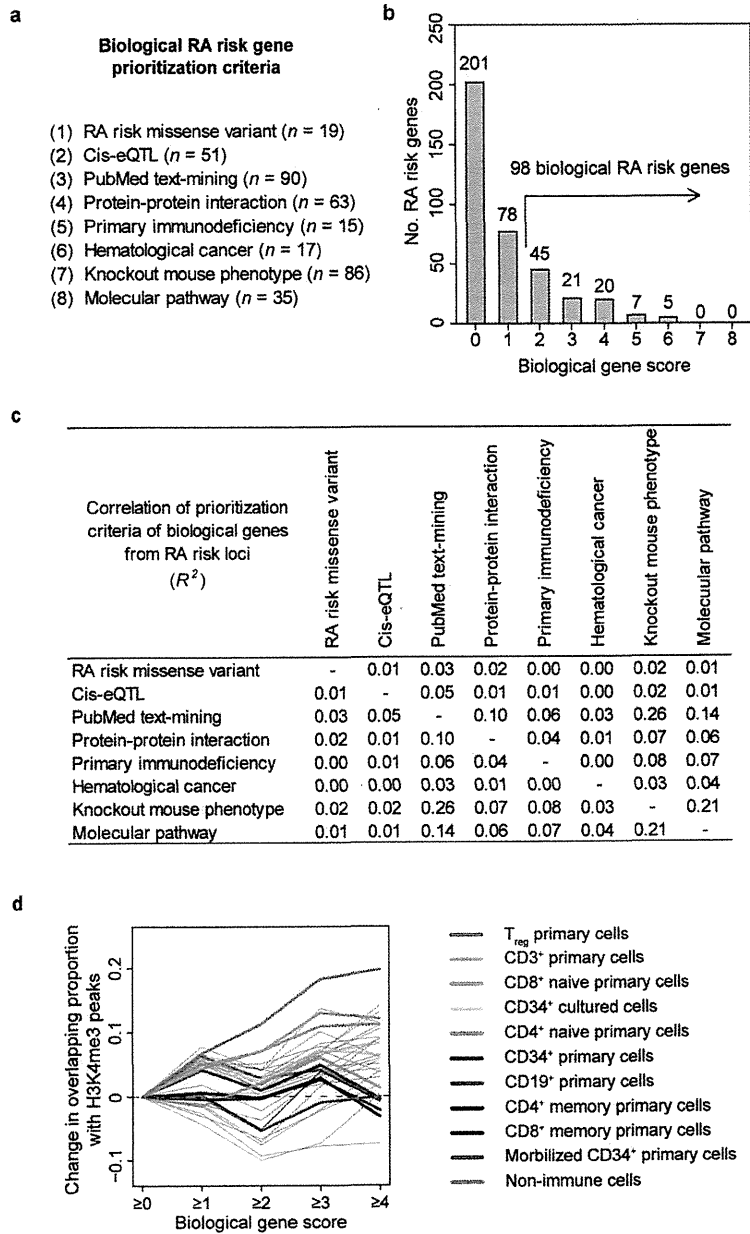 a
Biological RA risk gene
prioritization criteria
(1) RA risk missense variant (n = 19)
(2) Cis-eQTL (n = 51)
(3) PubMed text-mining (n = 90)
(4) Protein-protein interaction (n = 63)
(5) Primary immunodeficiency (n = 15)
(6) Hematological cancer (n = 17)
(7) Knockout mouse phenotype (n = 86)
(8) Molecular pathway (n = 35)
b
No. RA risk genes
250
200
150
100
50
0
201
78
45
21
20
7
5
0
0
98 biological RA risk genes
0 1 2 3 4 5 6 7 8
Biological gene score
c
Correlation of prioritization
criteria of biological genes
from RA risk loci
(R²)
RA risk missense variant
Cis-eQTL
PubMed text-mining
Protein-protein interaction
Primary immunodeficiency
Hematological cancer
Knockout mouse phenotype
Molecuular pathway
RA risk missense variant - 0.01 0.03 0.02 0.00 0.00 0.02 0.01
Cis-eQTL 0.01 - 0.05 0.01 0.01 0.00 0.02 0.01
PubMed text-mining 0.03 0.05 - 0.10 0.06 0.03 0.26 0.14
Protein-protein interaction 0.02 0.01 0.10 - 0.04 0.01 0.07 0.06
Primary immunodeficiency 0.00 0.01 0.06 0.04 - 0.00 0.08 0.07
Hematological cancer 0.00 0.00 0.03 0.01 0.00 - 0.03 0.04
Knockout mouse phenotype 0.02 0.02 0.26 0.07 0.08 0.03 - 0.21
Molecular pathway 0.01 0.01 0.14 0.06 0.07 0.04 0.21 -
d
Change in overlapping proportion
with H3K4me3 peaks
0.2
0.1
0
−0.1
≥0 ≥1 ≥2 ≥3 ≥4
Biological gene score
Treg primary cells
CD3⁺ primary cells
CD8⁺ naive primary cells
CD34⁺ cultured cells
CD4⁺ naive primary cells
CD34⁺ primary cells
CD19⁺ primary cells
CD4⁺ memory primary cells
CD8⁺ memory primary cells
Morbilized CD34⁺ primary cells
Non-immune cells